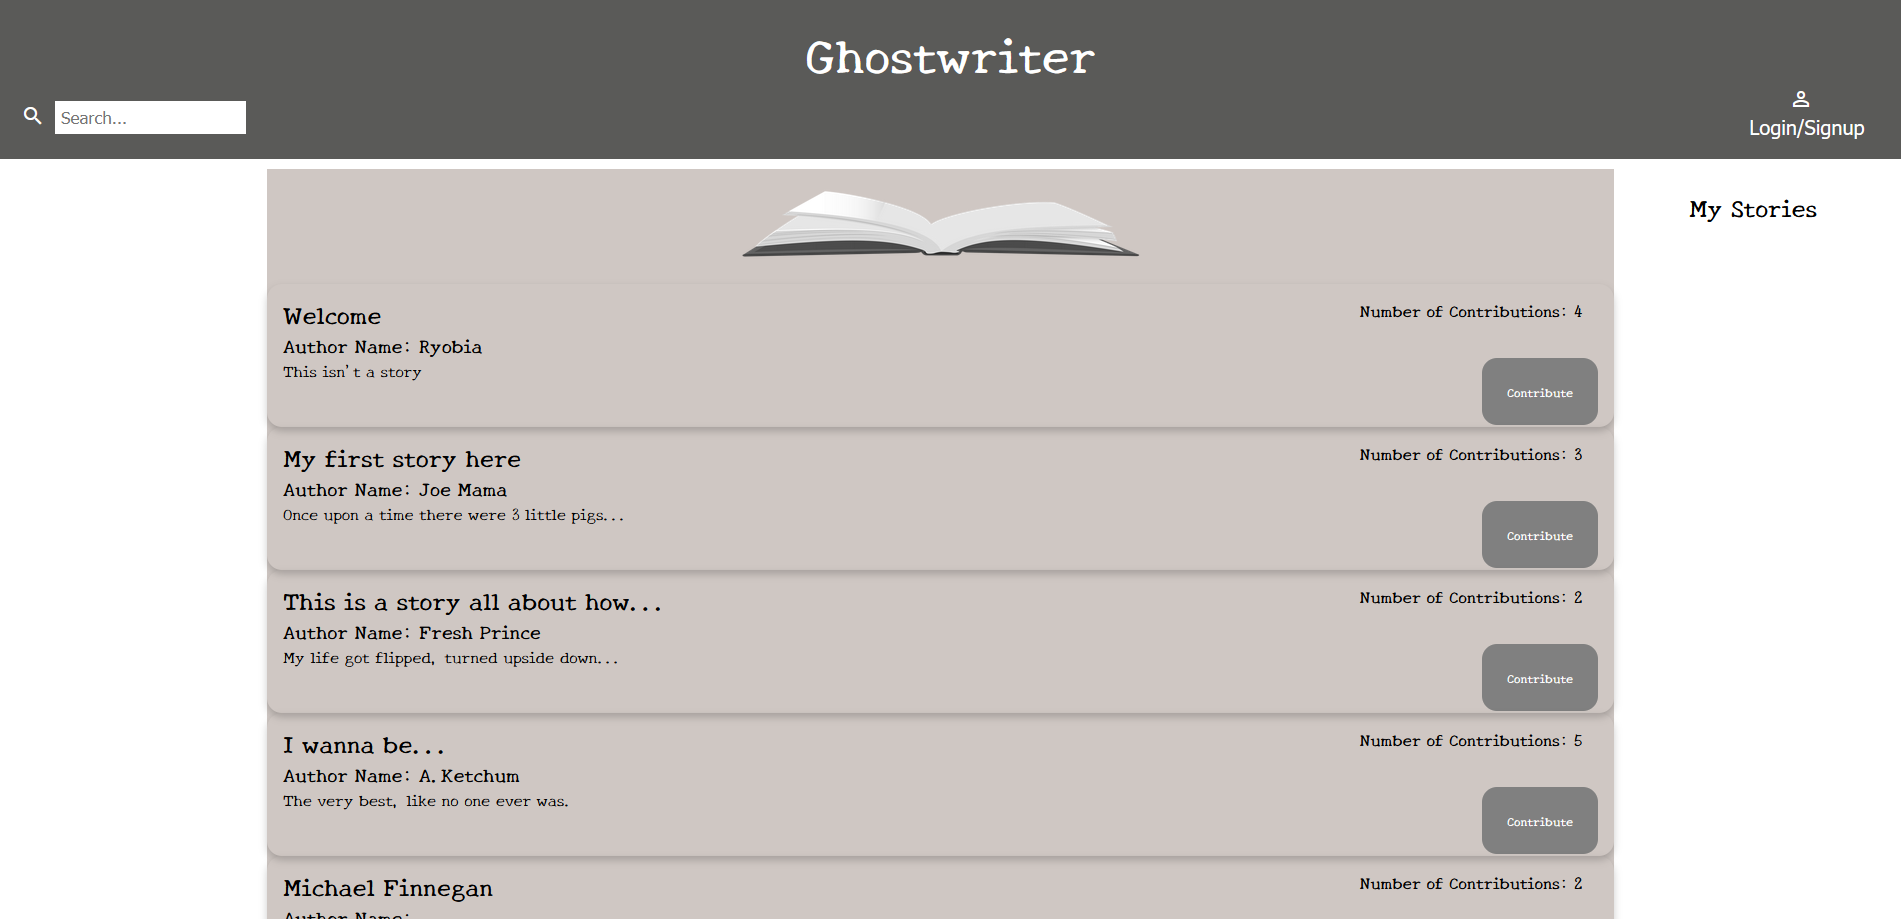 Ghostwriter
Search...
Login/Signup
My Stories
Welcome
Number of Contributions: 4
Author Name: Ryobia
This isn't a story
Contribute
My first story here
Number of Contributions: 3
Author Name: Joe Mama
Once upon a time there were 3 little pigs...
Contribute
This is a story all about how...
Number of Contributions: 2
Author Name: Fresh Prince
My life got flipped, turned upside down...
Contribute
I wanna be...
Number of Contributions: 5
Author Name: A.Ketchum
The very best, like no one ever was.
Contribute
Michael Finnegan
Number of Contributions: 2
Author Name: